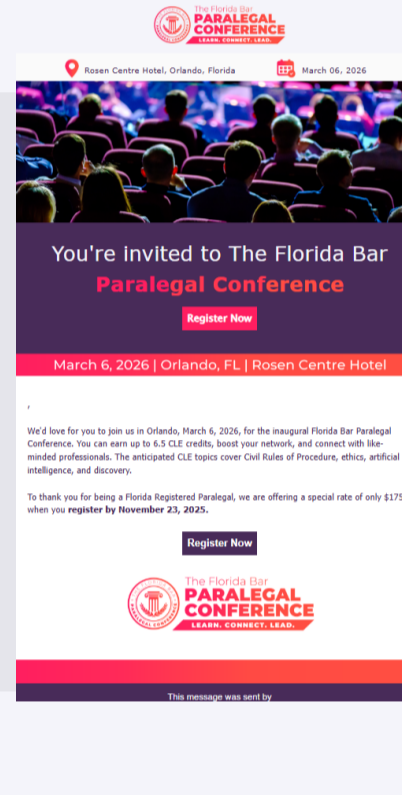 The Florida Bar
PARALEGAL
CONFERENCE
LEARN. CONNECT. LEAD.
Rosen Centre Hotel, Orlando, Florida
March 06, 2026
You're invited to The Florida Bar
Paralegal Conference
Register Now
March 6, 2026 | Orlando, FL | Rosen Centre Hotel
,
We'd love for you to join us in Orlando, March 6, 2026, for the inaugural Florida Bar Paralegal
Conference. You can earn up to 6.5 CLE credits, boost your network, and connect with like-
minded professionals. The anticipated CLE topics cover Civil Rules of Procedure, ethics, artificial
intelligence, and discovery.
To thank you for being a Florida Registered Paralegal, we are offering a special rate of only $175
when you register by November 23, 2025.
Register Now
The Florida Bar
PARALEGAL
CONFERENCE
LEARN. CONNECT. LEAD.
This message was sent by